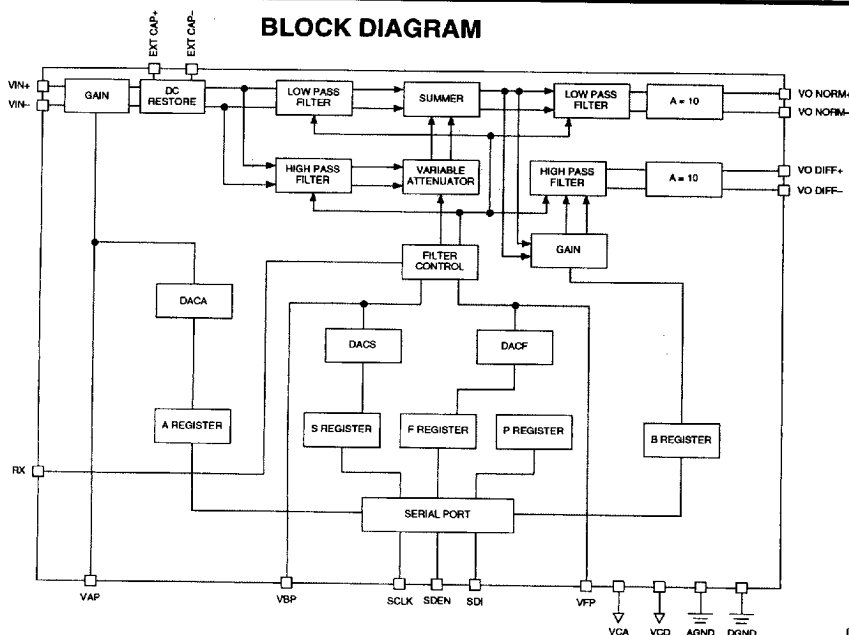 BLOCK DIAGRAM
EXT CAP+
EXT CAP–
VIN+
VIN–
GAIN
DC RESTORE
LOW PASS FILTER
SUMMER
LOW PASS FILTER
A = 10
VO NORM+
VO NORM–
HIGH PASS FILTER
VARIABLE ATTENUATOR
HIGH PASS FILTER
A = 10
VO DIFF+
VO DIFF–
FILTER CONTROL
GAIN
DACA
DACS
DACF
A REGISTER
S REGISTER
F REGISTER
P REGISTER
B REGISTER
RX
SERIAL PORT
VAP
VBP
SCLK
SDEN
SDI
VFP
VCA
VCD
AGND
DGND